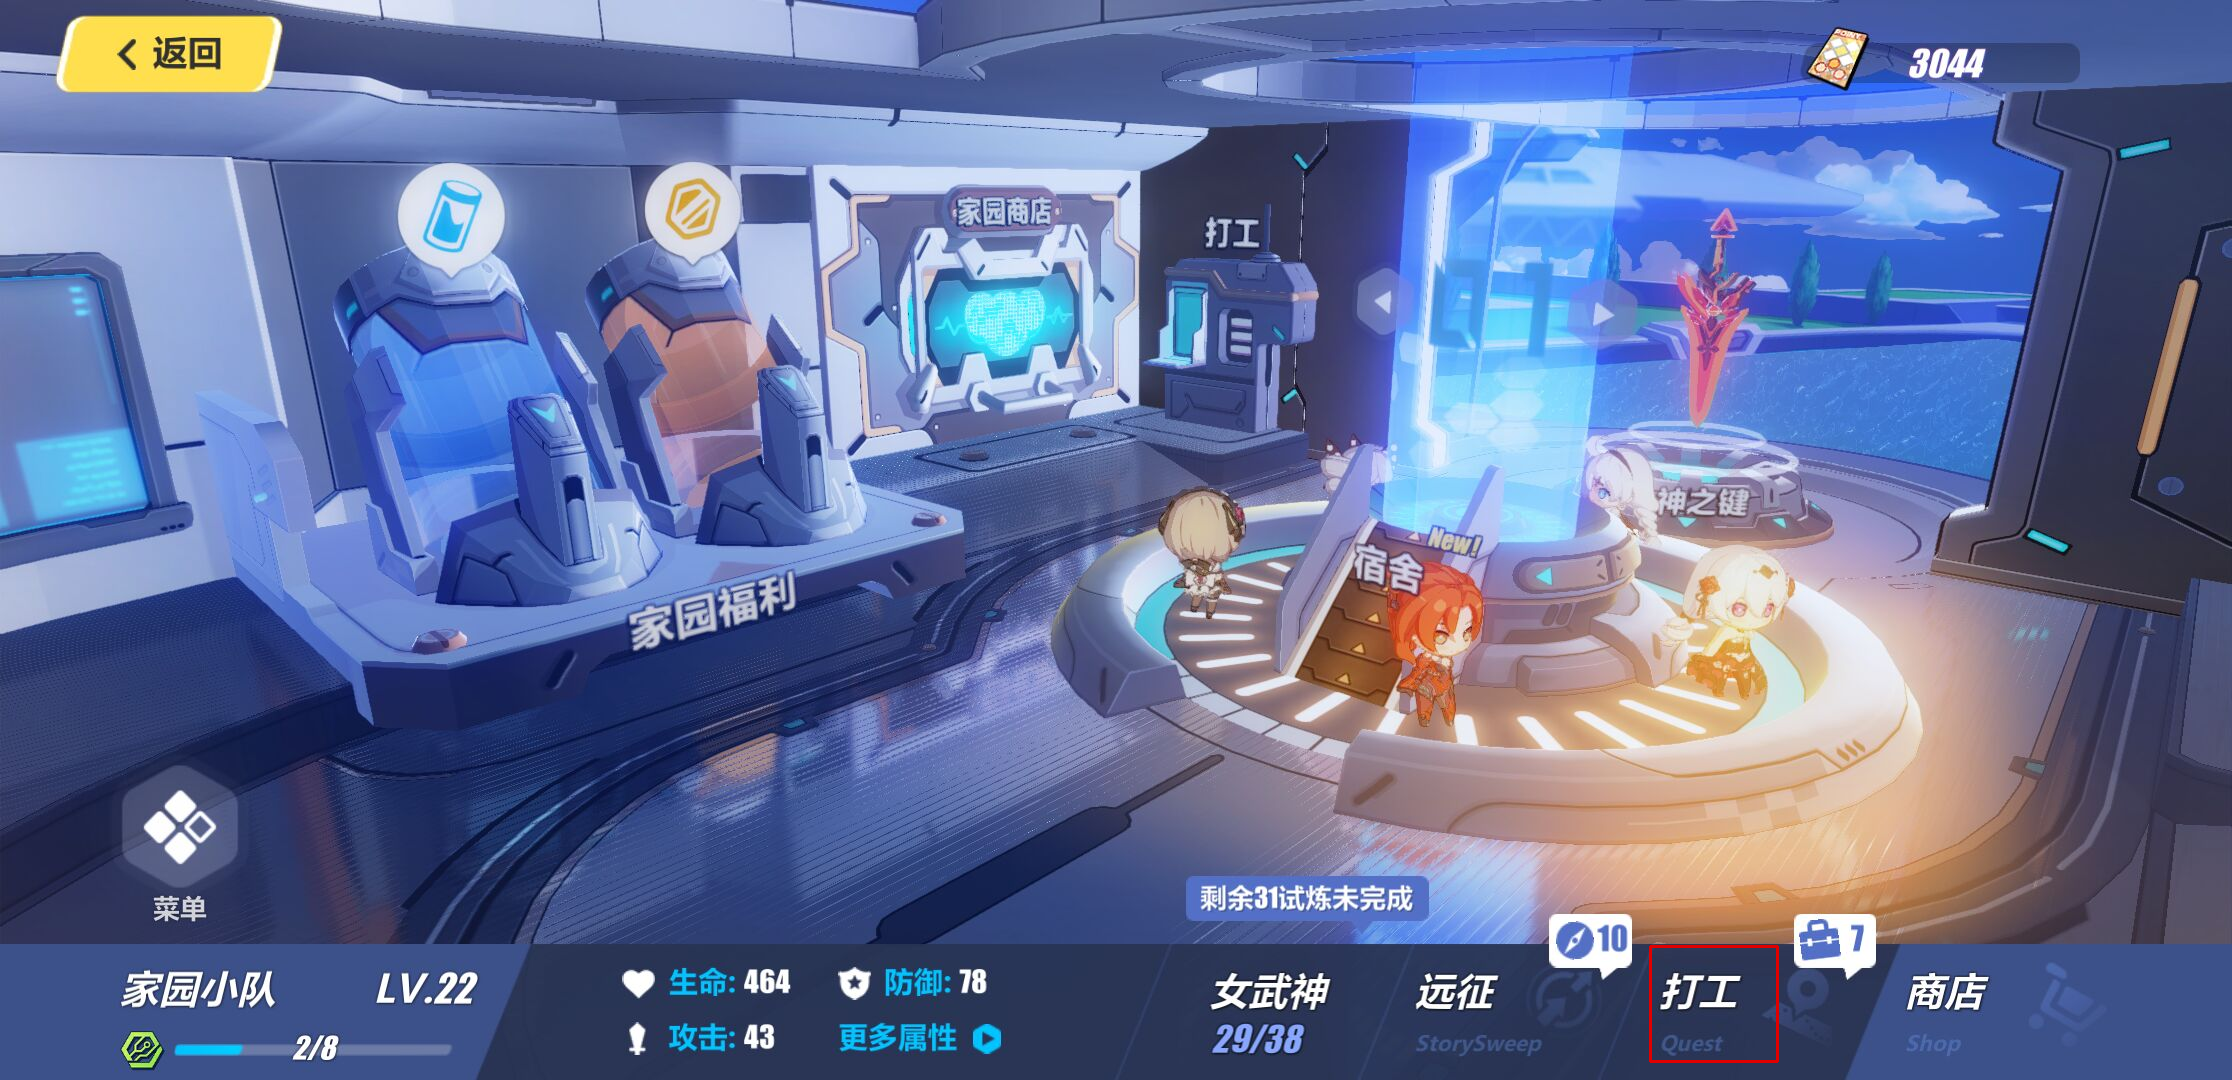 返回
3044
家园商店
打工
神之键
New!
宿舍
家园福利
菜单
剩余31试炼未完成
10
7
家园小队
LV.22
2/8
生命: 464
防御: 78
攻击: 43
更多属性
女武神
29/38
远征
StorySweep
打工
Quest
商店
Shop